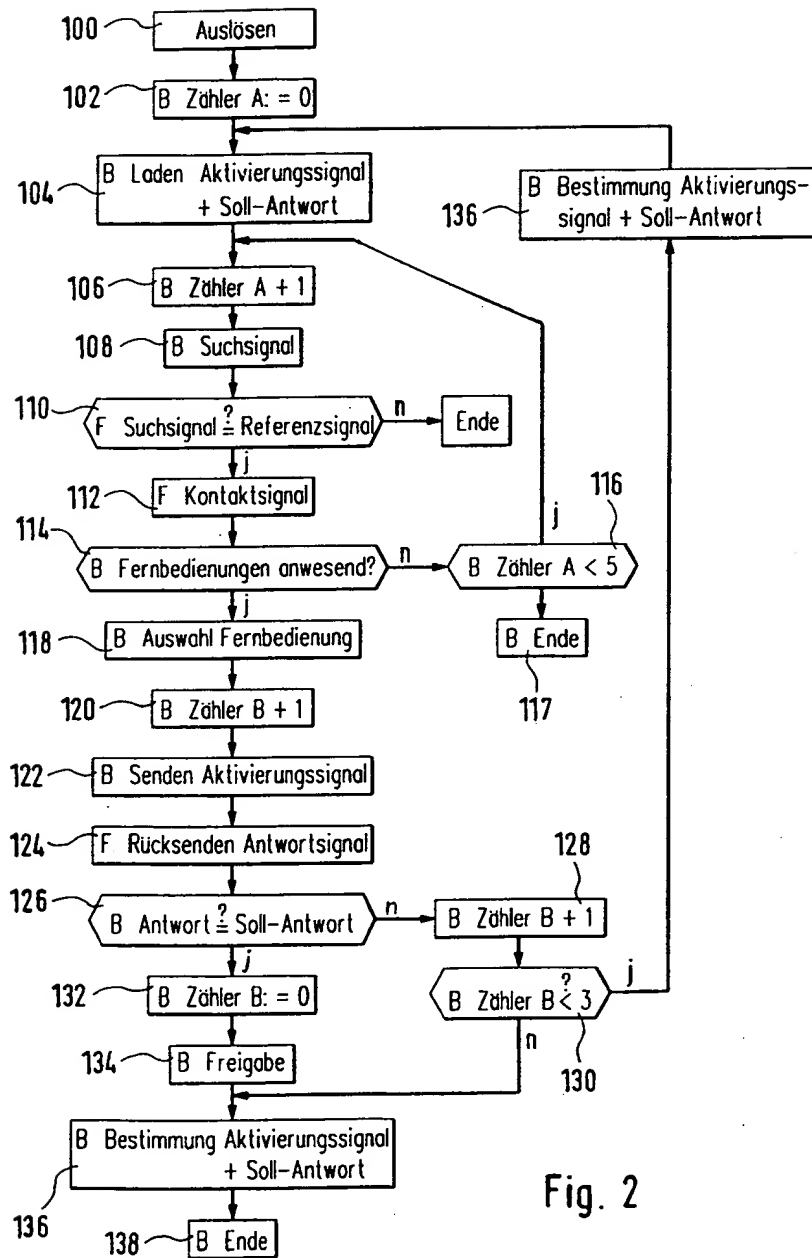 100
Auslösen
102
B Zähler A: = 0
104
B Laden Aktivierungssignal
+ Soll-Antwort
136
B Bestimmung Aktivierungs-
signal + Soll-Antwort
106
B Zähler A + 1
108
B Suchsignal
110
F Suchsignal ≟ Referenzsignal
n
Ende
j
112
F Kontaktsignal
114
B Fernbedienungen anwesend?
n
j
116
B Zähler A < 5
j
B Ende
117
118
B Auswahl Fernbedienung
120
B Zähler B + 1
122
B Senden Aktivierungssignal
124
F Rücksenden Antwortsignal
126
B Antwort ≟ Soll-Antwort
n
j
128
B Zähler B + 1
?
B Zähler B < 3
j
n
130
132
B Zähler B: = 0
134
B Freigabe
B Bestimmung Aktivierungssignal
+ Soll-Antwort
136
138
B Ende
Fig. 2